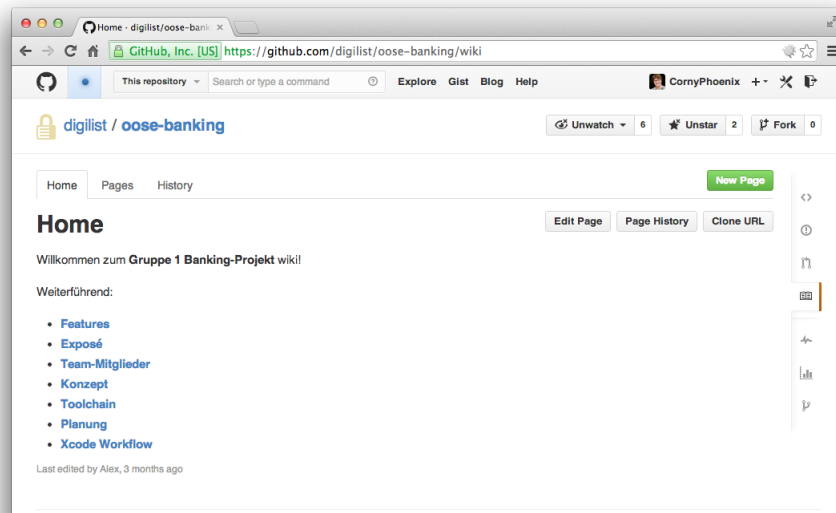 Home · digilist/oose-bank
GitHub, Inc. [US] https://github.com/digilist/oose-banking/wiki
This repository Search or type a command Explore Gist Blog Help CornyPhoenix
digilist / oose-banking Unwatch 6 Unstar 2 Fork 0
Home Pages History New Page
Home Edit Page Page History Clone URL
Willkommen zum Gruppe 1 Banking-Projekt wiki!
Weiterführend:
Features
Exposé
Team-Mitglieder
Konzept
Toolchain
Planung
Xcode Workflow
Last edited by Alex, 3 months ago